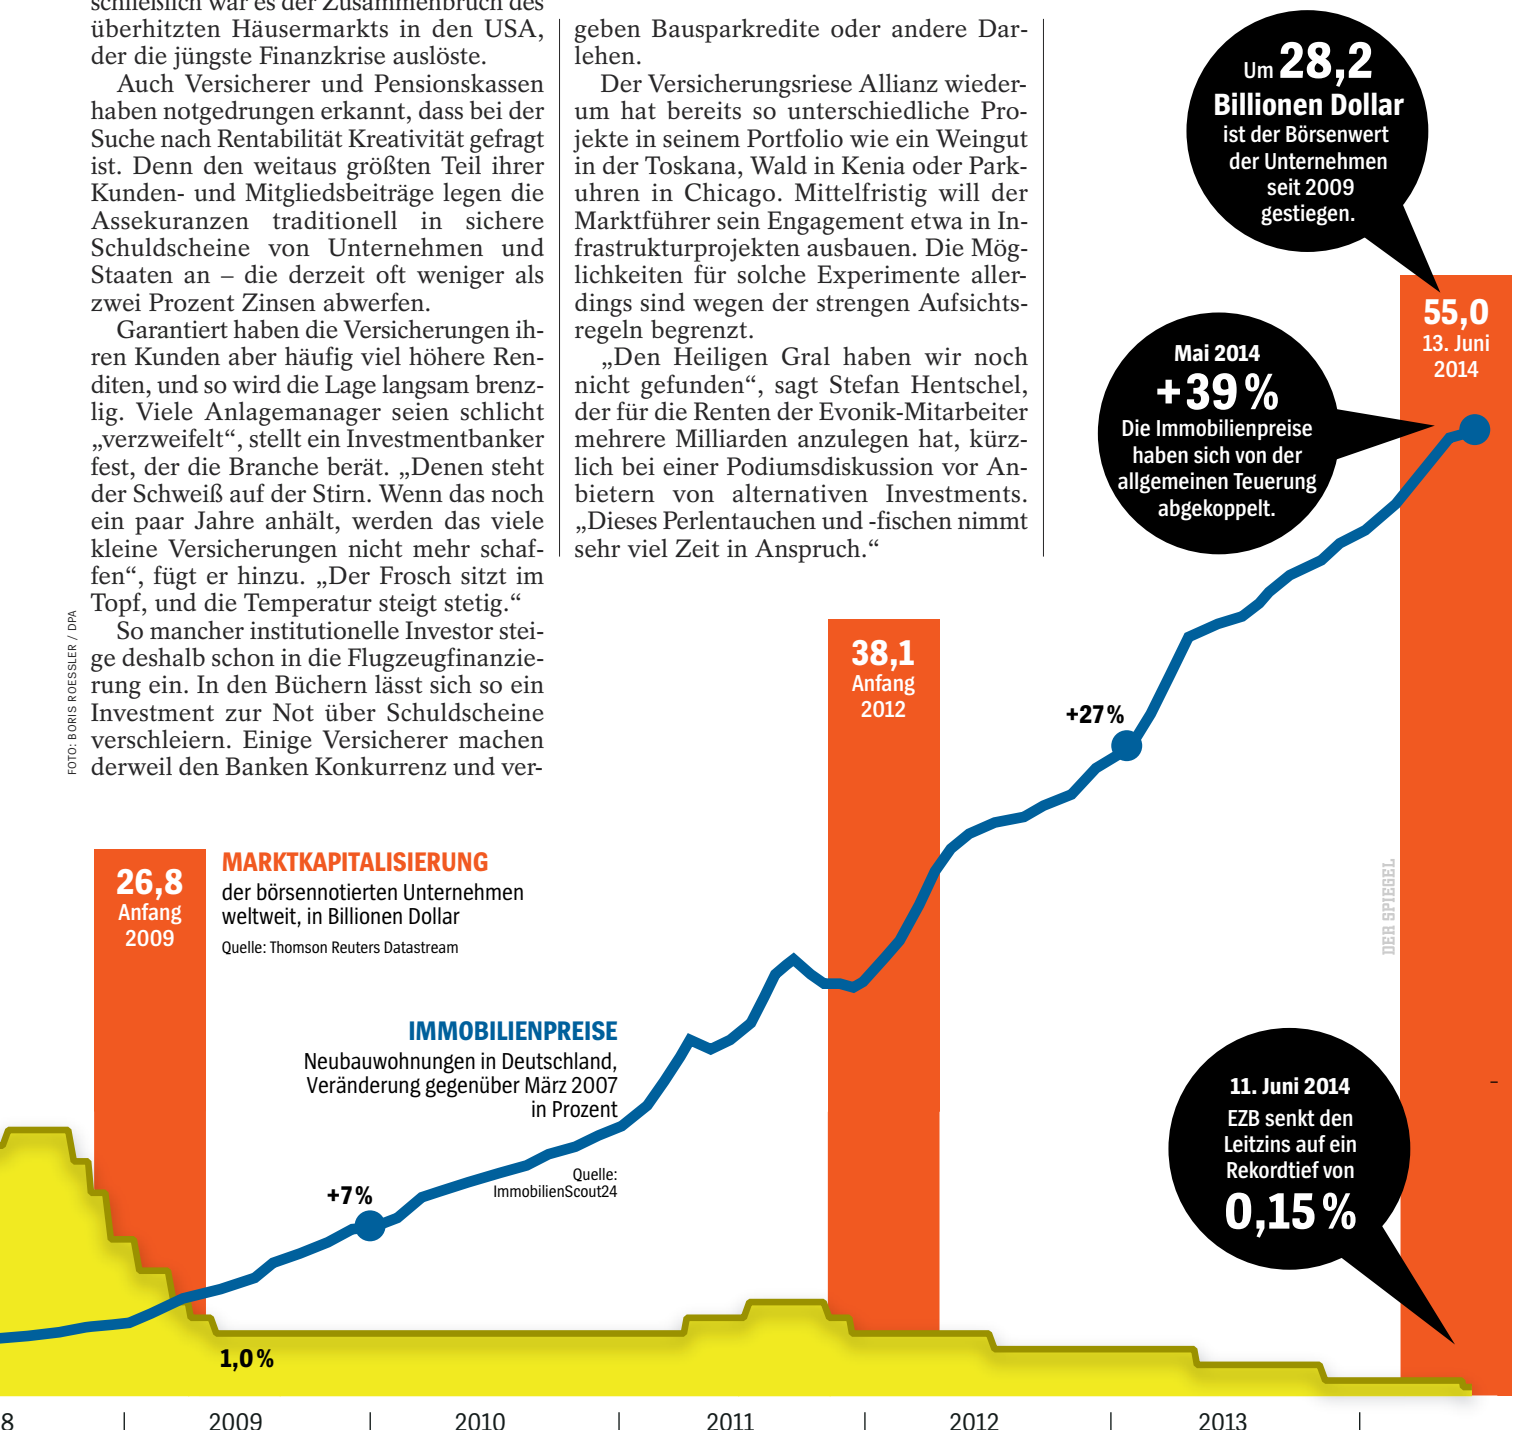 schließlich war es der Zusammenbruch des
überhitzten Häusermarkts in den USA,
der die jüngste Finanzkrise auslöste.
Auch Versicherer und Pensionskassen
haben notgedrungen erkannt, dass bei der
Suche nach Rentabilität Kreativität gefragt
ist. Denn den weitaus größten Teil ihrer
Kunden- und Mitgliedsbeiträge legen die
Assekuranzen traditionell in sichere
Schuldscheine von Unternehmen und
Staaten an – die derzeit oft weniger als
zwei Prozent Zinsen abwerfen.
Garantiert haben die Versicherungen ih-
ren Kunden aber häufig viel höhere Ren-
diten, und so wird die Lage langsam brenz-
lig. Viele Anlagemanager seien schlicht
„verzweifelt“, stellt ein Investmentbanker
fest, der die Branche berät. „Denen steht
der Schweiß auf der Stirn. Wenn das noch
ein paar Jahre anhält, werden das viele
kleine Versicherungen nicht mehr schaf-
fen“, fügt er hinzu. „Der Frosch sitzt im
Topf, und die Temperatur steigt stetig.“
So mancher institutionelle Investor stei-
ge deshalb schon in die Flugzeugfinanzie-
rung ein. In den Büchern lässt sich so ein
Investment zur Not über Schuldscheine
verschleiern. Einige Versicherer machen
derweil den Banken Konkurrenz und ver-
geben Bausparkredite oder andere Dar-
lehen.
Der Versicherungsriese Allianz wieder-
um hat bereits so unterschiedliche Pro-
jekte in seinem Portfolio wie ein Weingut
in der Toskana, Wald in Kenia oder Park-
uhren in Chicago. Mittelfristig will der
Marktführer sein Engagement etwa in In-
frastrukturprojekten ausbauen. Die Mög-
lichkeiten für solche Experimente aller-
dings sind wegen der strengen Aufsichts-
regeln begrenzt.
„Den Heiligen Gral haben wir noch
nicht gefunden“, sagt Stefan Hentschel,
der für die Renten der Evonik-Mitarbeiter
mehrere Milliarden anzulegen hat, kürz-
lich bei einer Podiumsdiskussion vor An-
bietern von alternativen Investments.
„Dieses Perlentauchen und -fischen nimmt
sehr viel Zeit in Anspruch.“
FOTO: BORIS ROESSLER / DPA
Um 28,2
Billionen Dollar
ist der Börsenwert
der Unternehmen
seit 2009
gestiegen.
55,0
13. Juni
2014
Mai 2014
+39 %
Die Immobilienpreise
haben sich von der
allgemeinen Teuerung
abgekoppelt.
38,1
Anfang
2012
+27 %
26,8
Anfang
2009
MARKTKAPITALISIERUNG
der börsennotierten Unternehmen
weltweit, in Billionen Dollar
Quelle: Thomson Reuters Datastream
DER SPIEGEL
IMMOBILIENPREISE
Neubauwohnungen in Deutschland,
Veränderung gegenüber März 2007
in Prozent
Quelle:
ImmobilienScout24
+7 %
11. Juni 2014
EZB senkt den
Leitzins auf ein
Rekordtief von
0,15 %
1,0 %
8
2009
2010
2011
2012
2013